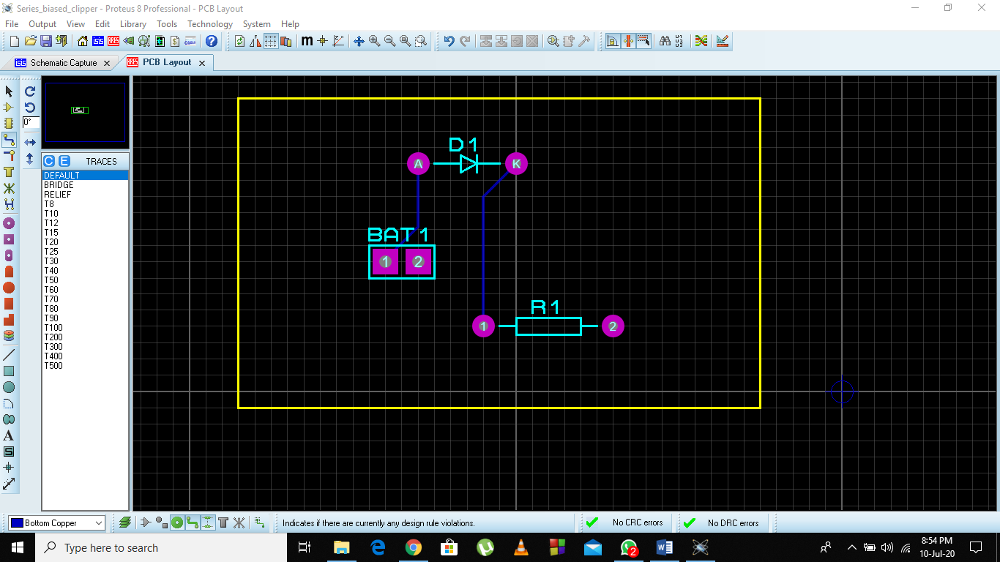 Series_biased_clipper - Proteus 8 Professional - PCB Layout
File Output View Edit Library Tools Technology System Help
Schematic Capture
PCB Layout
0°
C E TRACES
DEFAULT
BRIDGE
RELIEF
T8
T10
T12
T15
T20
T25
T30
T40
T50
T60
T70
T80
T90
T100
T200
T300
T400
T500
D1
A K
BAT1
1 2
R1
1 2
Bottom Copper
Indicates if there are currently any design rule violations.
No CRC errors
No DRC errors
Type here to search
2
8:54 PM
10-Jul-20